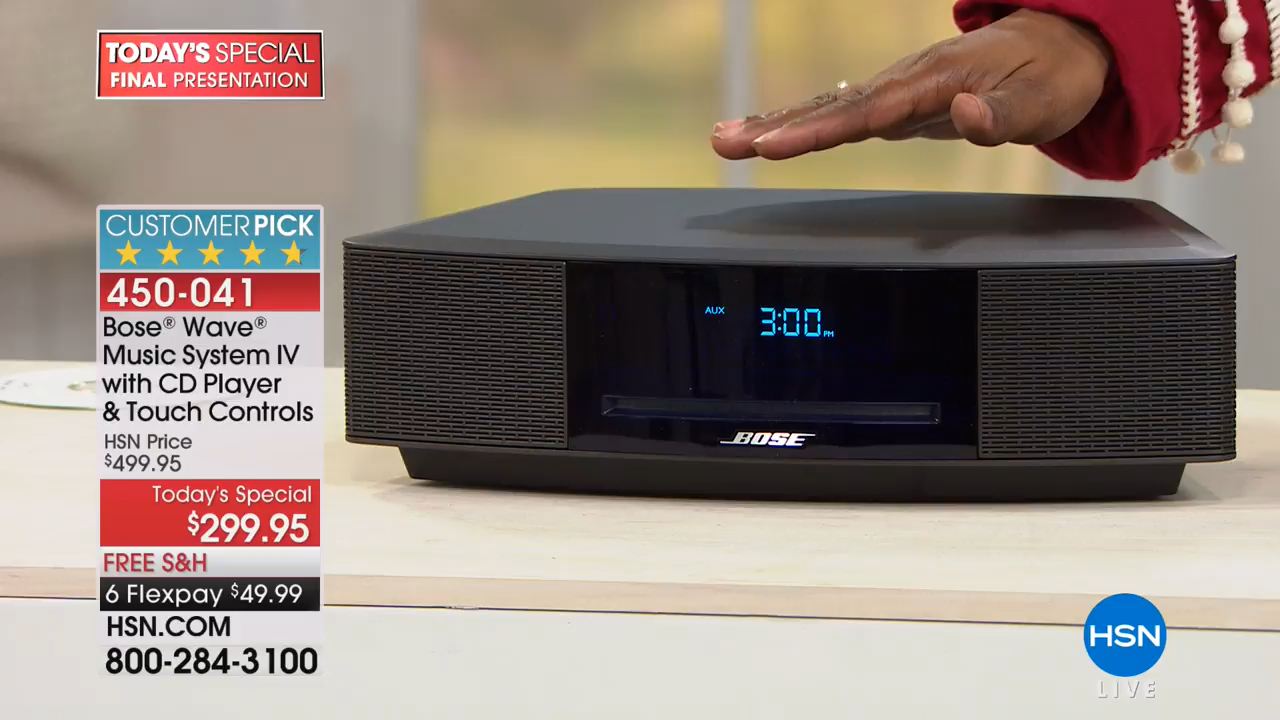 TODAY'S SPECIAL
FINAL PRESENTATION
CUSTOMER PICK
450-041
Bose® Wave®
Music System IV
with CD Player
& Touch Controls
HSN Price
$499.95
Today's Special
$299.95
FREE S&H
6 Flexpay $49.99
HSN.COM
800-284-3100
AUX
3:00 PM
BOSE
HSN
LIVE